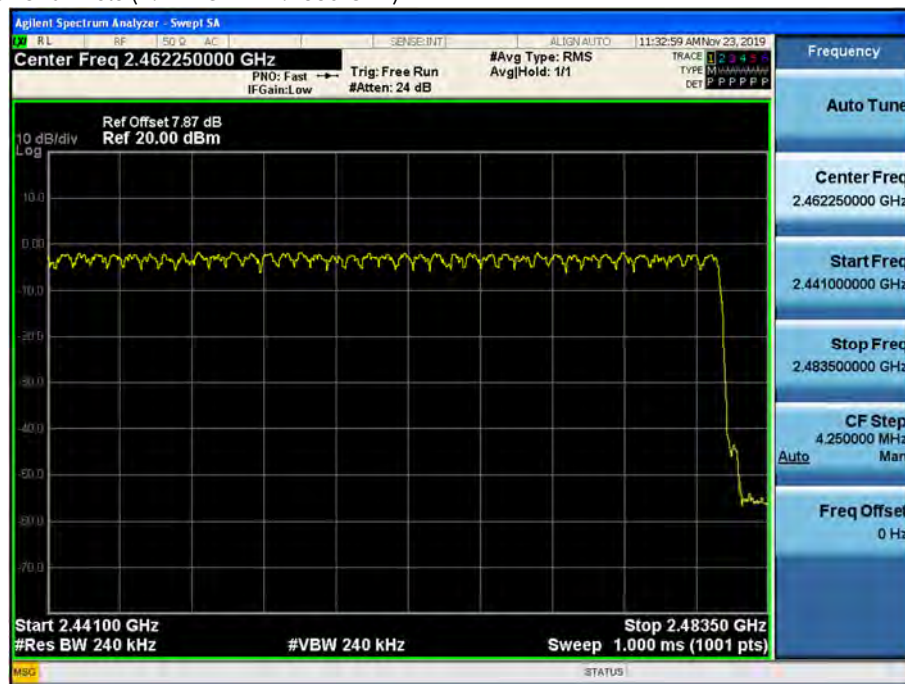 Agilent Spectrum Analyzer - Swept SA
LXI RL RF 50 Ω AC SENSE:INT ALIGN AUTO 11:32:59 AM Nov 23, 2019
Center Freq 2.462250000 GHz
PNO: Fast
IFGain:Low
Trig: Free Run
#Atten: 24 dB
#Avg Type: RMS
Avg|Hold: 1/1
TRACE 1 2 3 4 5 6
TYPE M
DET P P P P P P
Ref Offset 7.87 dB
10 dB/div Ref 20.00 dBm
Log
10.0
0.00
-10.0
-20.0
-30.0
-40.0
-50.0
-60.0
-70.0
Start 2.44100 GHz Stop 2.48350 GHz
#Res BW 240 kHz #VBW 240 kHz Sweep 1.000 ms (1001 pts)
MSG STATUS
Frequency
Auto Tune
Center Freq
2.462250000 GHz
Start Freq
2.441000000 GHz
Stop Freq
2.483500000 GHz
CF Step
4.250000 MHz
Auto Man
Freq Offset
0 Hz